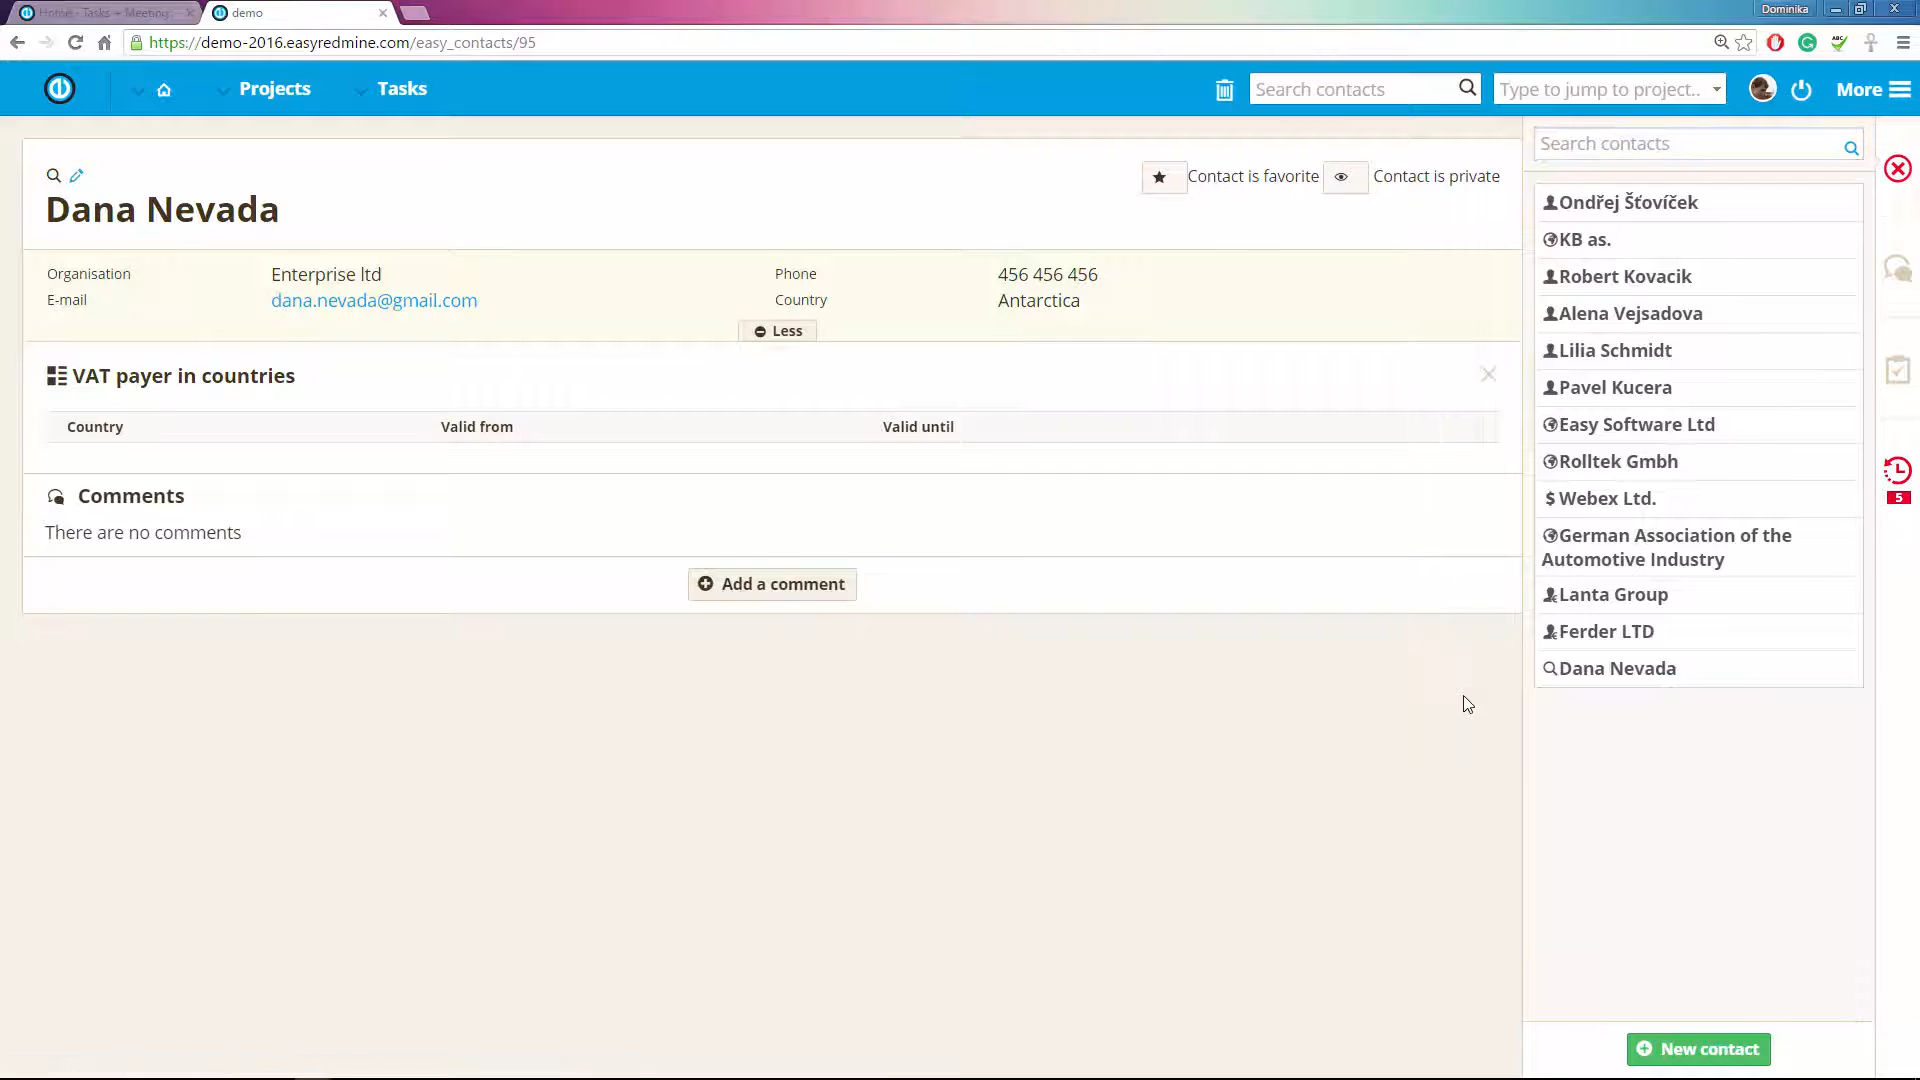 Home - Tasks - Meeting
demo
Dominika
https://demo-2016.easyredmine.com/easy_contacts/95
ABC
Projects
Tasks
Search contacts
Type to jump to project..
More
Dana Nevada
Contact is favorite
Contact is private
Organisation
Enterprise ltd
Phone
456 456 456
E-mail
dana.nevada@gmail.com
Country
Antarctica
Less
VAT payer in countries
Country
Valid from
Valid until
Comments
There are no comments
Add a comment
Search contacts
Ondřej Šťovíček
KB as.
Robert Kovacik
Alena Vejsadova
Lilia Schmidt
Pavel Kucera
Easy Software Ltd
Rolltek Gmbh
$ Webex Ltd.
German Association of the
Automotive Industry
Lanta Group
Ferder LTD
Dana Nevada
5
New contact